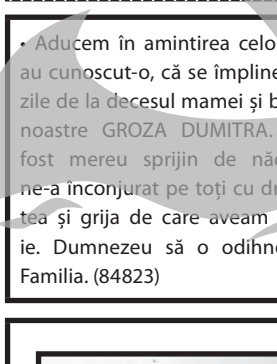 • Aducem în amintirea celo
au cunoscut-o, că se împline
zile de la decesul mamei și b
noastre GROZA DUMITRA.
fost mereu sprijin de nă
ne-a înconjurat pe toți cu dr
tea și grija de care aveam
ie. Dumnezeu să o odihne
Familia. (84823)